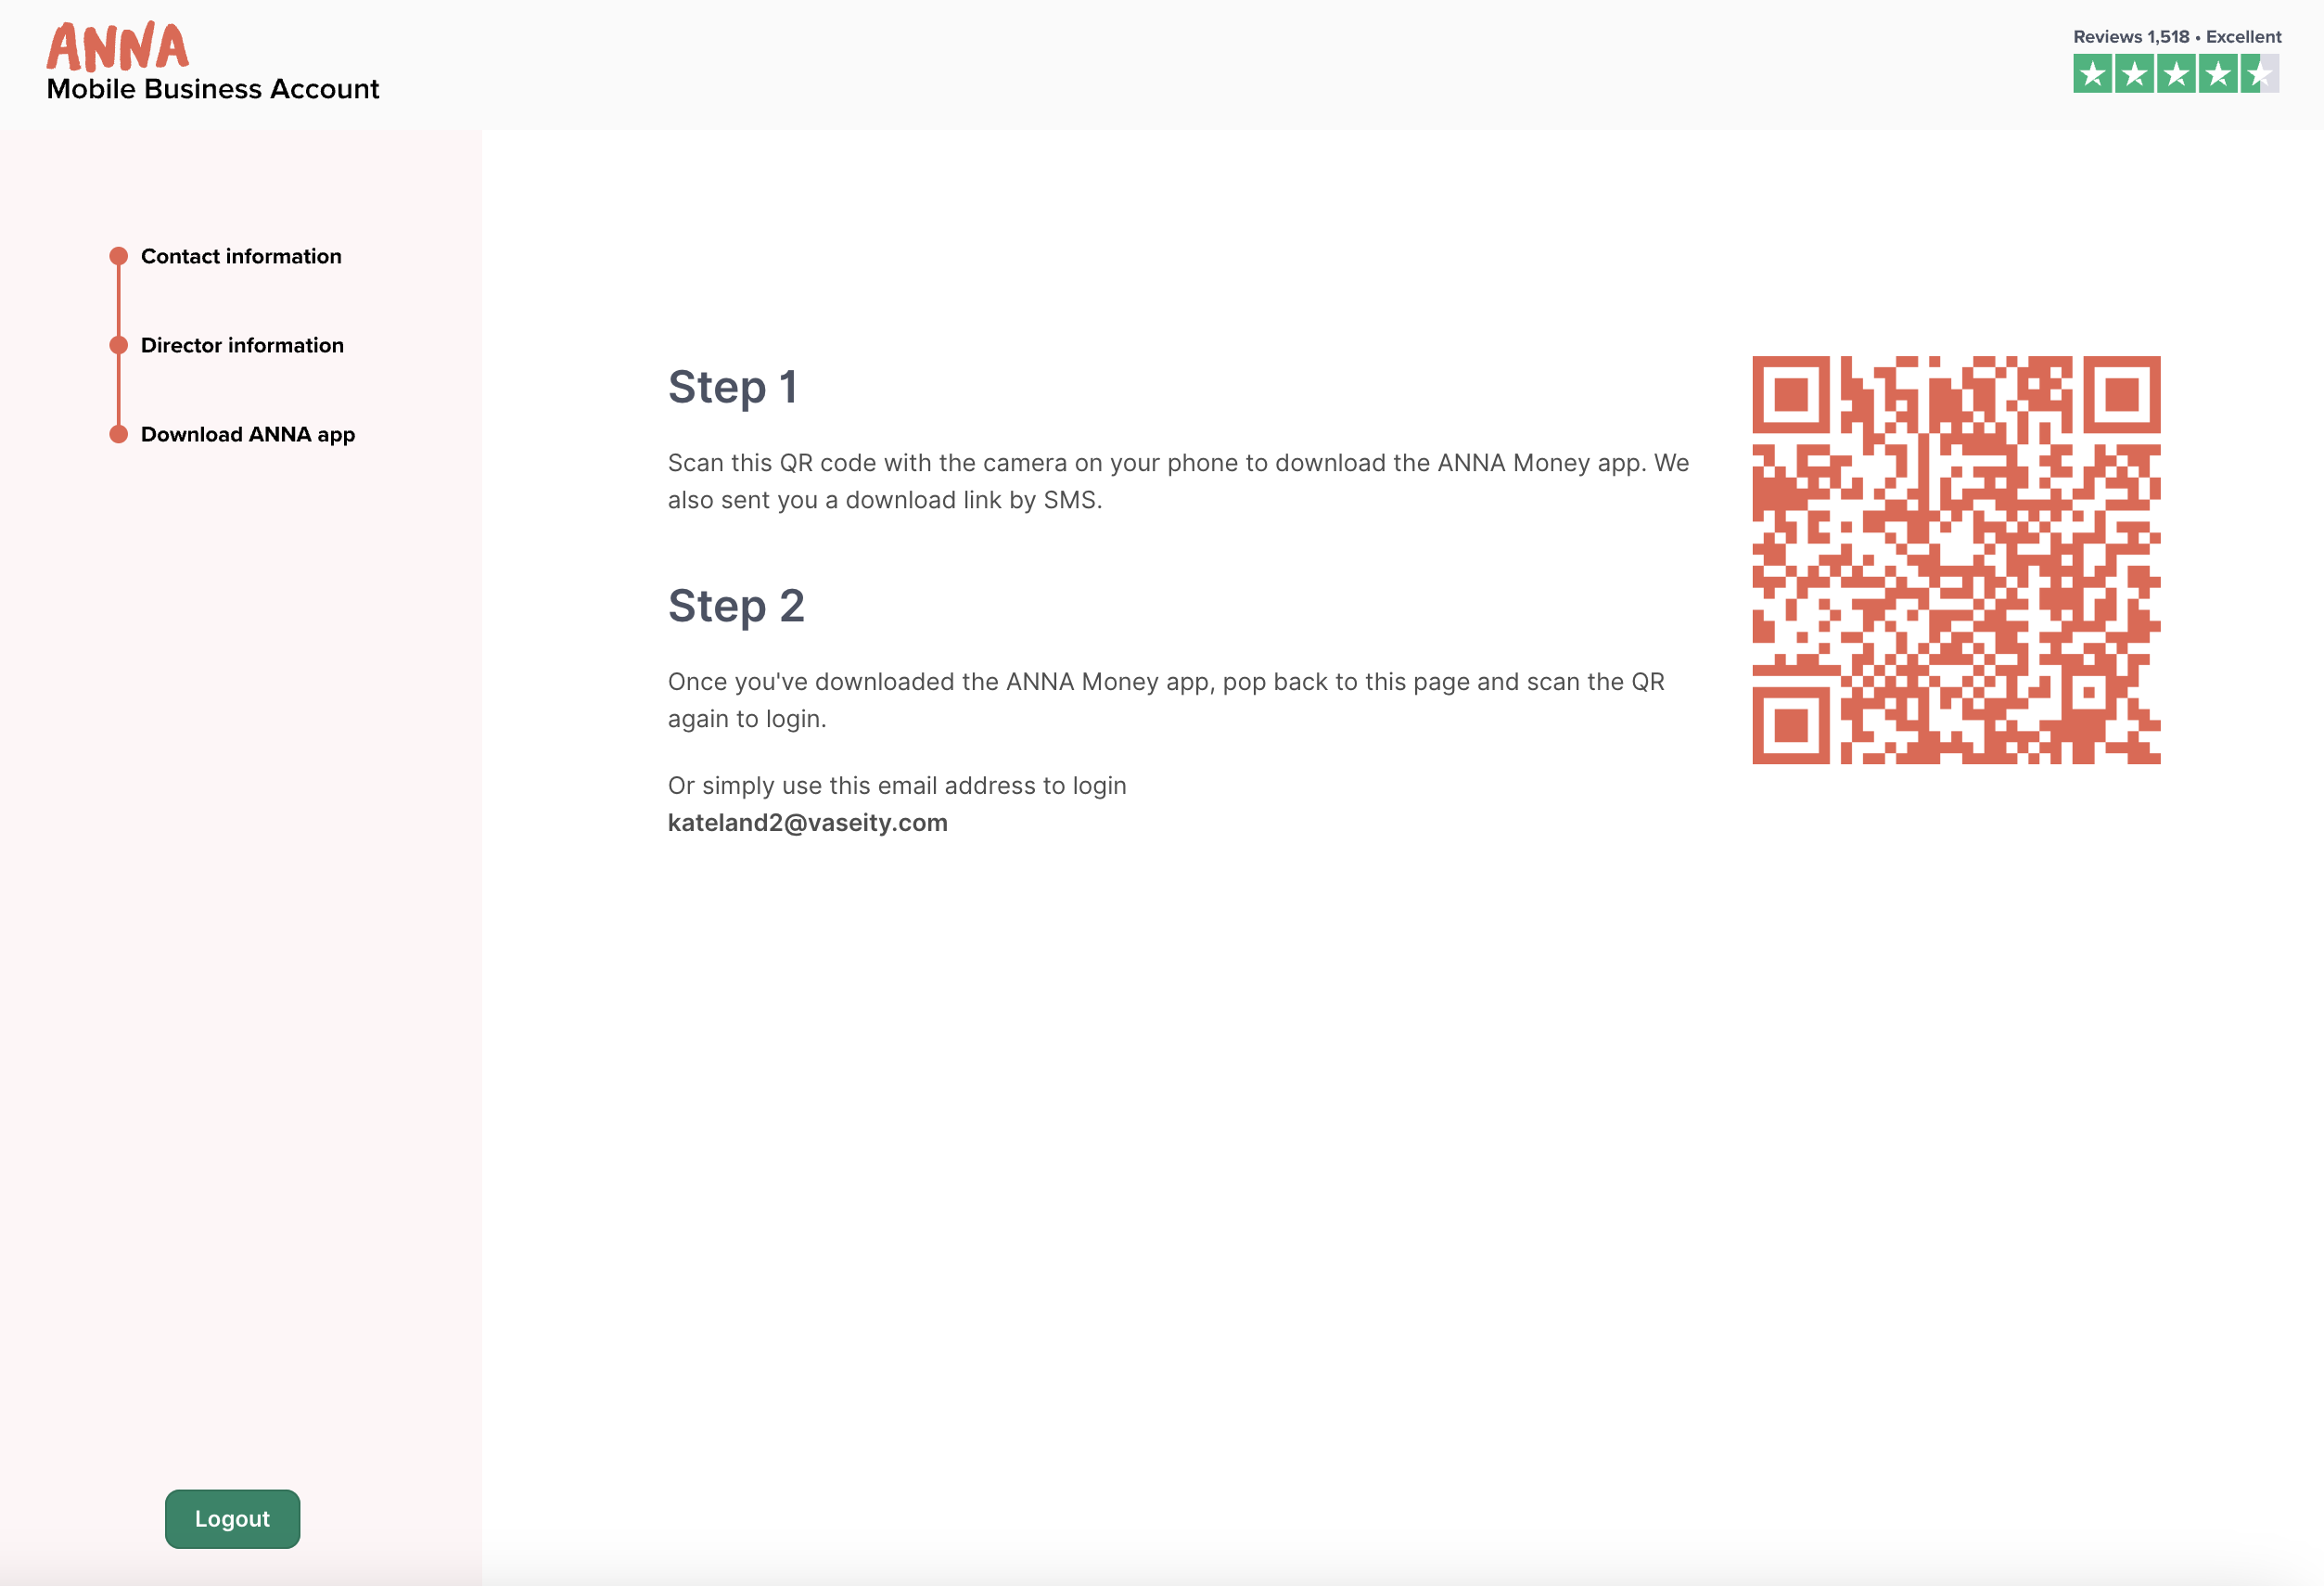 ANNA
Mobile Business Account
Reviews 1,518 • Excellent
Contact information
Director information
Download ANNA app
Step 1
Scan this QR code with the camera on your phone to download the ANNA Money app. We
also sent you a download link by SMS.
Step 2
Once you've downloaded the ANNA Money app, pop back to this page and scan the QR
again to login.
Or simply use this email address to login
kateland2@vaseity.com
Logout